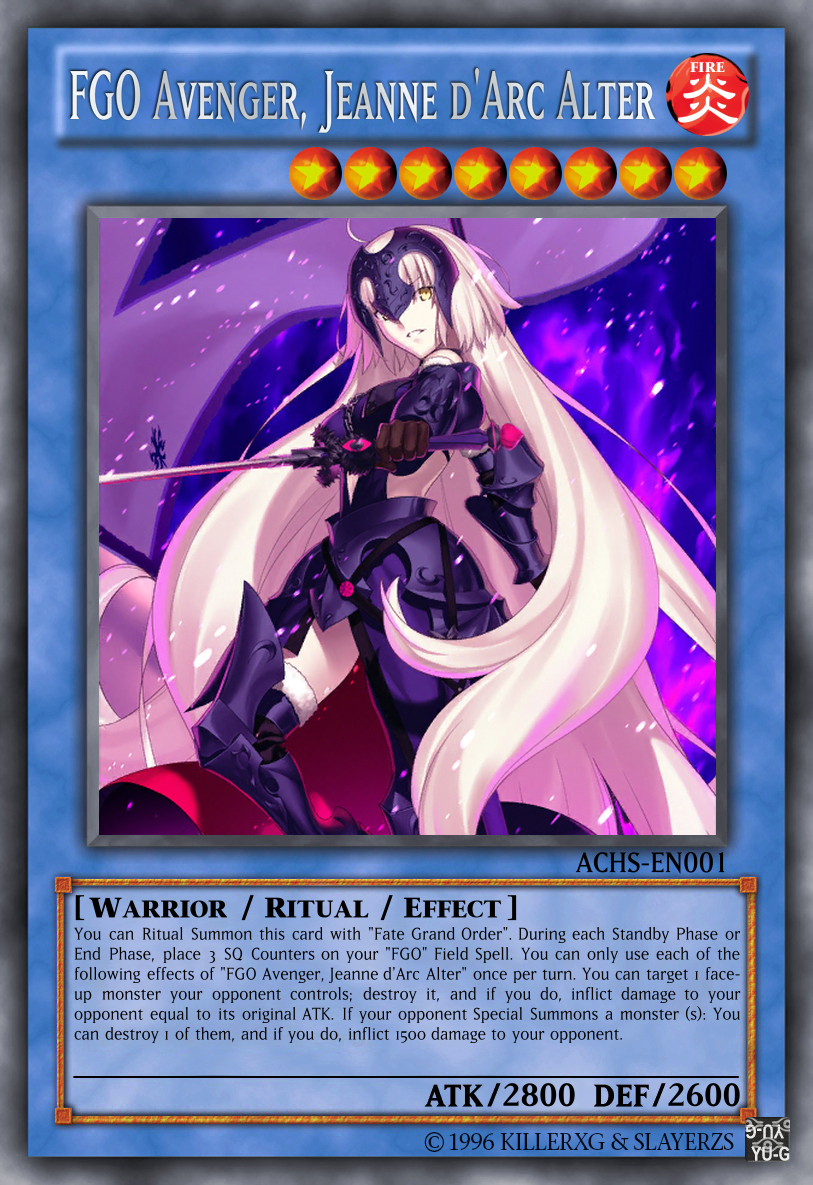 FGO Avenger, Jeanne d'Arc Alter
FIRE
炎
ACHS-EN001
[ Warrior / Ritual / Effect ]
You can Ritual Summon this card with "Fate Grand Order". During each Standby Phase or
End Phase, place 3 SQ Counters on your "FGO" Field Spell. You can only use each of the
following effects of "FGO Avenger, Jeanne d'Arc Alter" once per turn. You can target 1 face-
up monster your opponent controls; destroy it, and if you do, inflict damage to your
opponent equal to its original ATK. If your opponent Special Summons a monster (s): You
can destroy 1 of them, and if you do, inflict 1500 damage to your opponent.
ATK/2800 DEF/2600
© 1996 KILLERXG & SLAYERZS
YU-G